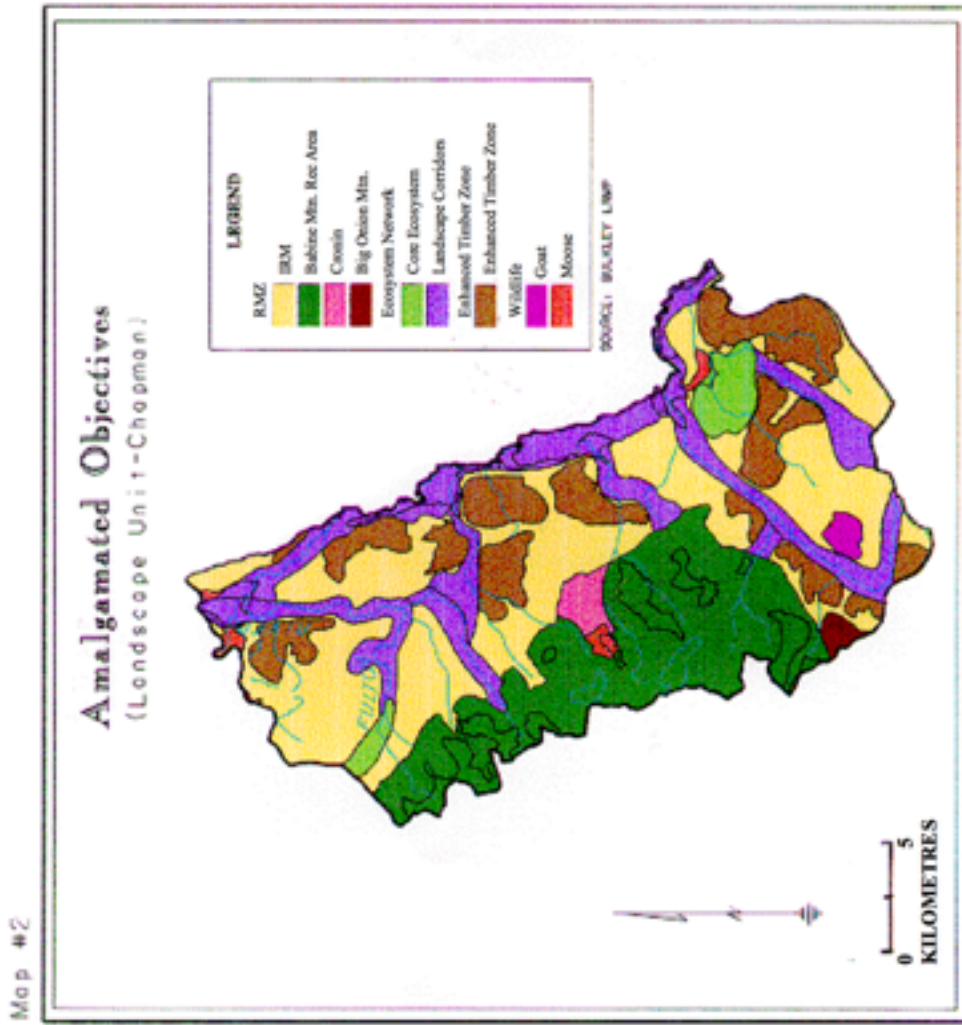 Map #2
Amalgamated Objectives
(Landscape Unit-Chapman)
LEGEND
RMZ
IRM
Babine Mtn. Rec Area
Cronin
Big Onion Mtn.
Ecosystem Network
Core Ecosystem
Landscape Corridors
Enhanced Timber Zone
Enhanced Timber Zone
Wildlife
Goat
Moose
SOURCE: BULKLEY LRMP
FULTO
0 5
KILOMETRES